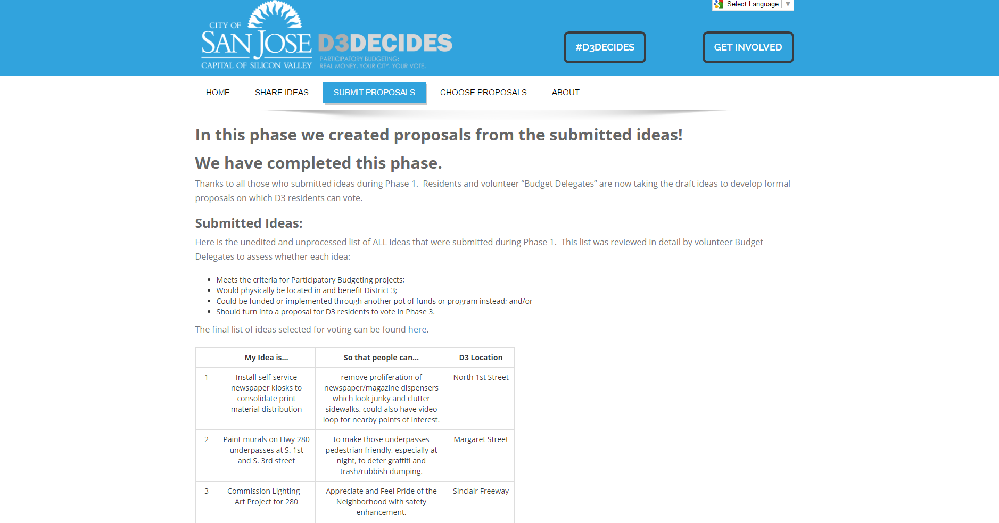 Select Language ▼
CITY OF
SAN JOSE
CAPITAL OF SILICON VALLEY
D3DECIDES
PARTICIPATORY BUDGETING:
REAL MONEY. YOUR CITY. YOUR VOTE.
#D3DECIDES
GET INVOLVED
HOME SHARE IDEAS SUBMIT PROPOSALS CHOOSE PROPOSALS ABOUT
In this phase we created proposals from the submitted ideas!
We have completed this phase.
Thanks to all those who submitted ideas during Phase 1.  Residents and volunteer “Budget Delegates” are now taking the draft ideas to develop formal
proposals on which D3 residents can vote.
Submitted Ideas:
Here is the unedited and unprocessed list of ALL ideas that were submitted during Phase 1.  This list was reviewed in detail by volunteer Budget
Delegates to assess whether each idea:
• Meets the criteria for Participatory Budgeting projects;
• Would physically be located in and benefit District 3;
• Could be funded or implemented through another pot of funds or program instead; and/or
• Should turn into a proposal for D3 residents to vote in Phase 3.
The final list of ideas selected for voting can be found here.
My Idea is... So that people can... D3 Location
1
Install self-service
newspaper kiosks to
consolidate print
material distribution
remove proliferation of
newspaper/magazine dispensers
which look junky and clutter
sidewalks. could also have video
loop for nearby points of interest.
North 1st Street
2
Paint murals on Hwy 280
underpasses at S. 1st
and S. 3rd street
to make those underpasses
pedestrian friendly, especially at
night, to deter graffiti and
trash/rubbish dumping.
Margaret Street
3
Commission Lighting –
Art Project for 280
Appreciate and Feel Pride of the
Neighborhood with safety
enhancement.
Sinclair Freeway